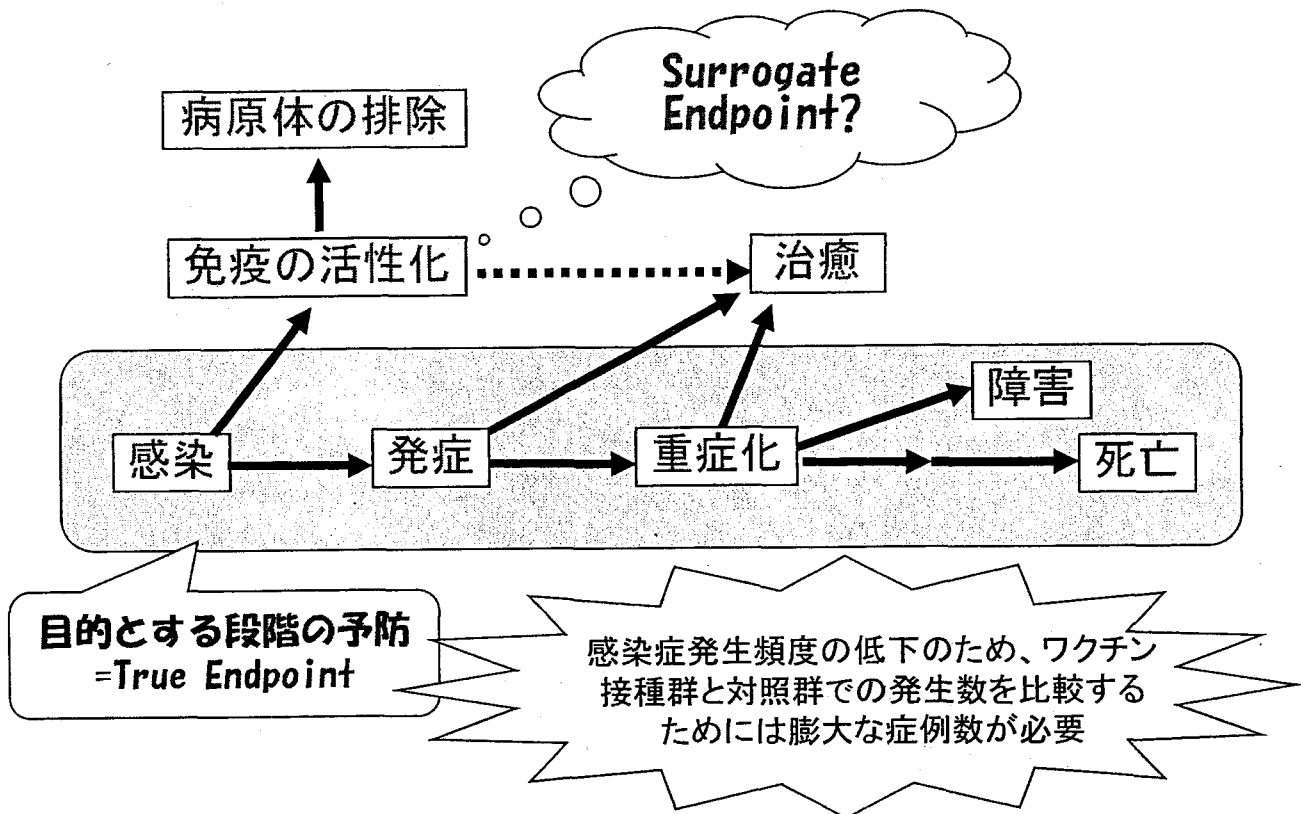 Surrogate
Endpoint?
病原体の排除
免疫の活性化
治癒
障害
感染
発症
重症化
死亡
目的とする段階の予防
=True Endpoint
感染症発生頻度の低下のため、ワクチン
接種群と対照群での発生数を比較する
ためには膨大な症例数が必要